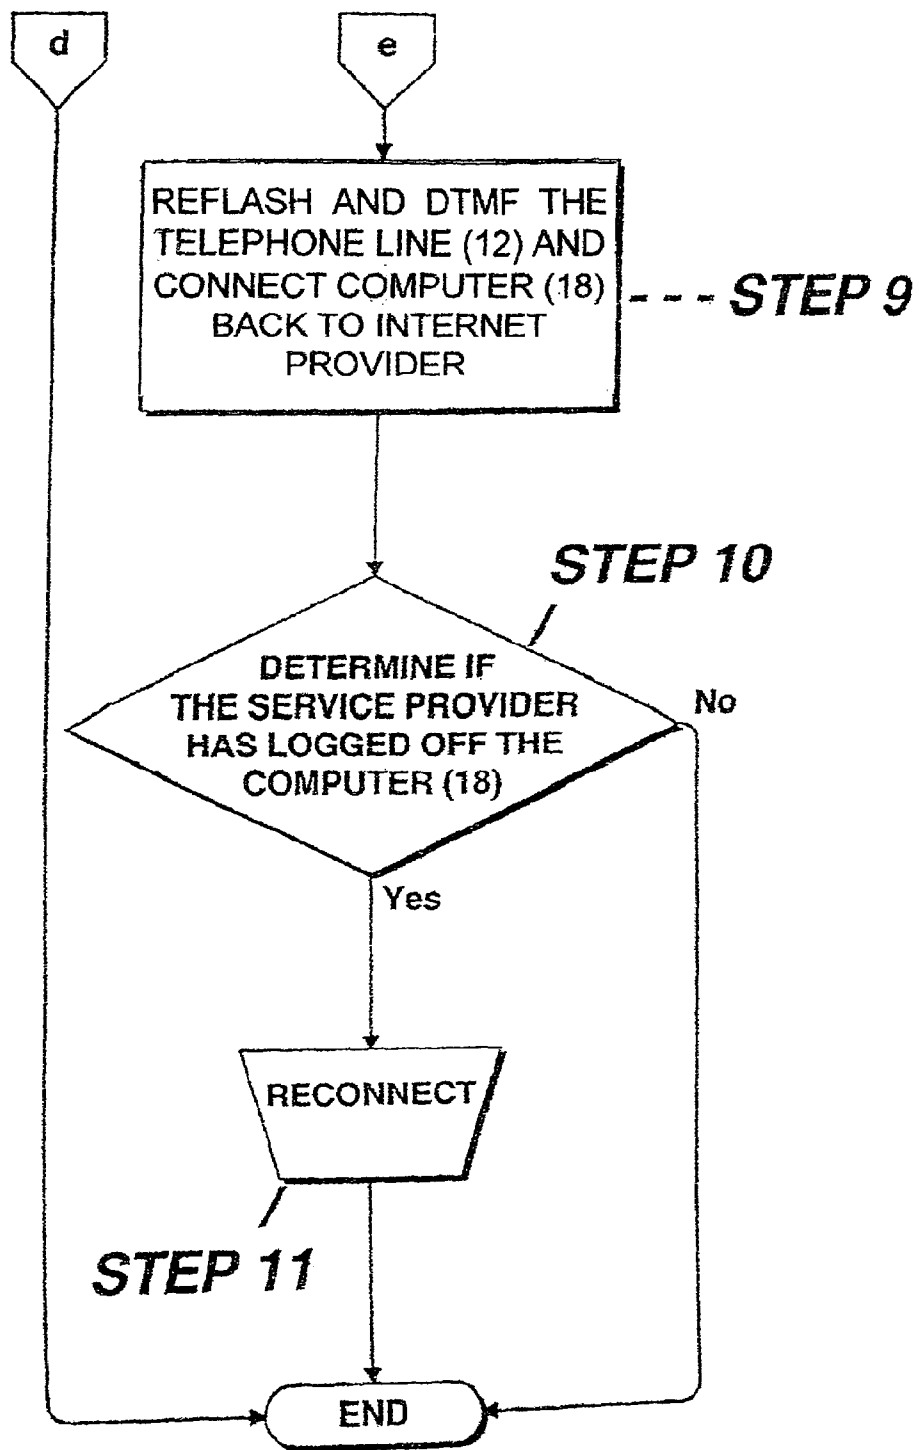 d
e
REFLASH AND DTMF THE
TELEPHONE LINE (12) AND
CONNECT COMPUTER (18)
BACK TO INTERNET
PROVIDER
STEP 9
STEP 10
DETERMINE IF
THE SERVICE PROVIDER
HAS LOGGED OFF THE
COMPUTER (18)
No
Yes
RECONNECT
STEP 11
END